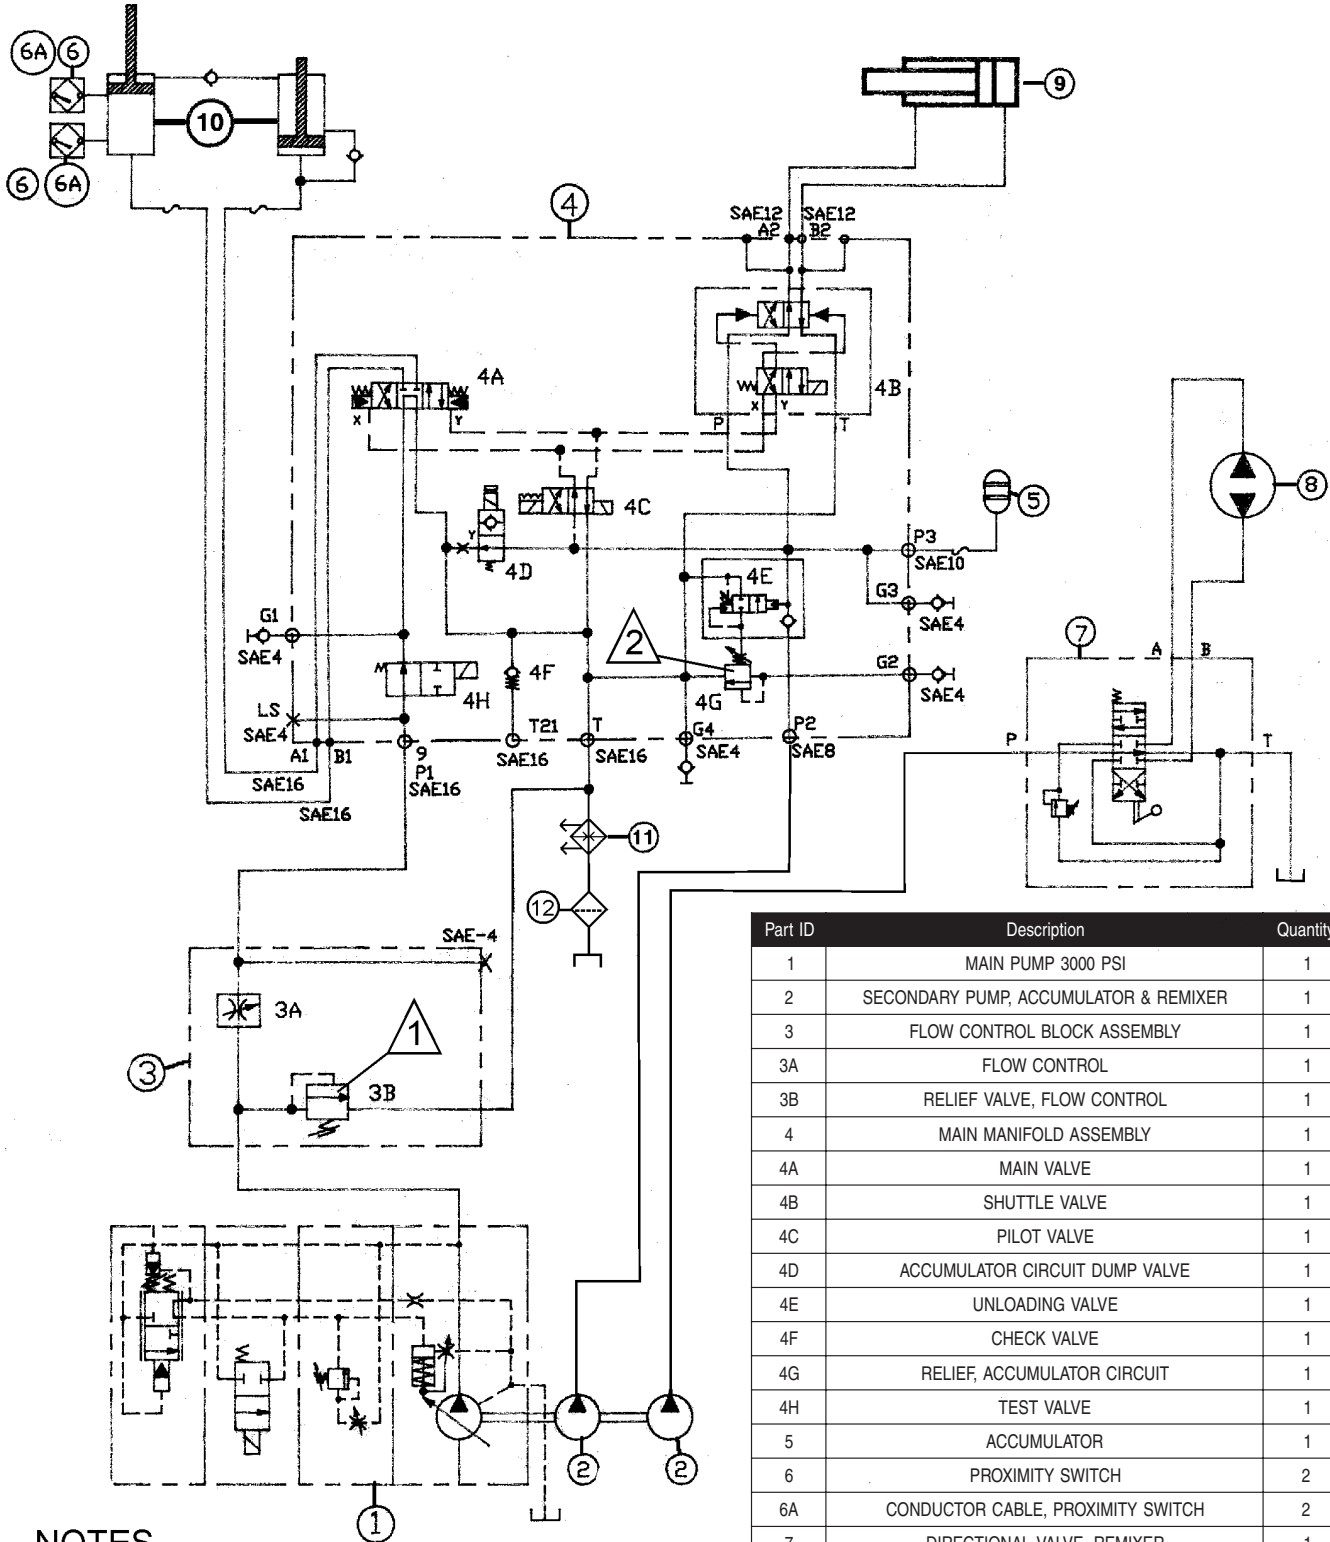 6A 6
10
9
6 6A
4
SAE12 SAE12
A2 B2
4A
4B
X Y
X Y
P T
4C
8
5
Y
4D
P3
SAE10
4E
G3
SAE4
G1
SAE4
2
7
A B
4F
G2
SAE4
4H
4G
LS
SAE4
A1 B1
9
P1
SAE16
T21
SAE16
T
SAE16
G4
SAE4
P2
SAE8
P T
SAE16
SAE16
11
12
SAE-4
3A
1
3
3B
2 2
1
NOTES
Part ID Description Quantity
1 MAIN PUMP 3000 PSI 1
2 SECONDARY PUMP, ACCUMULATOR & REMIXER 1
3 FLOW CONTROL BLOCK ASSEMBLY 1
3A FLOW CONTROL 1
3B RELIEF VALVE, FLOW CONTROL 1
4 MAIN MANIFOLD ASSEMBLY 1
4A MAIN VALVE 1
4B SHUTTLE VALVE 1
4C PILOT VALVE 1
4D ACCUMULATOR CIRCUIT DUMP VALVE 1
4E UNLOADING VALVE 1
4F CHECK VALVE 1
4G RELIEF, ACCUMULATOR CIRCUIT 1
4H TEST VALVE 1
5 ACCUMULATOR 1
6 PROXIMITY SWITCH 2
6A CONDUCTOR CABLE, PROXIMITY SWITCH 2
7 DIRECTIONAL VALVE, REMIXER 1